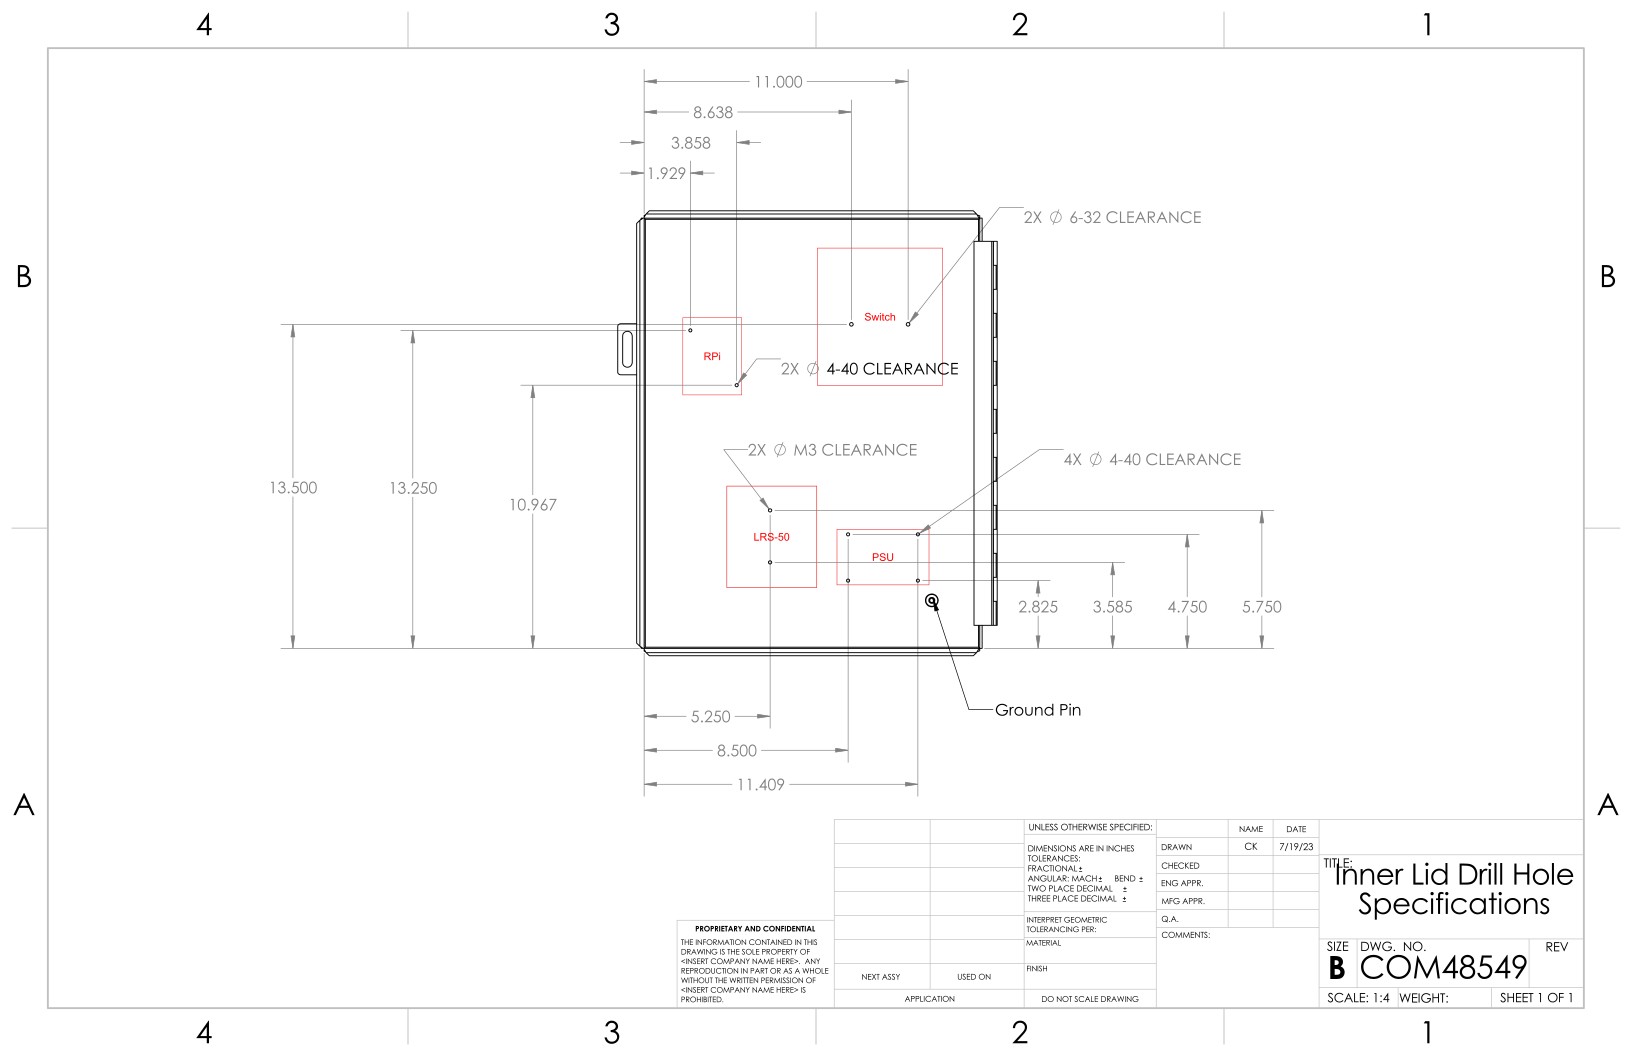 4 3 2 1
11.000
8.638
3.858
1.929
2X ∅ 6-32 CLEARANCE
B B
Switch
RPi
2X ∅ 4-40 CLEARANCE
2X ∅ M3 CLEARANCE
4X ∅ 4-40 CLEARANCE
13.500 13.250
10.967
LRS-50
PSU
2.825 3.585 4.750 5.750
Ground Pin
5.250
8.500
11.409
A A
PROPRIETARY AND CONFIDENTIAL
THE INFORMATION CONTAINED IN THIS
DRAWING IS THE SOLE PROPERTY OF
<INSERT COMPANY NAME HERE>. ANY
REPRODUCTION IN PART OR AS A WHOLE
WITHOUT THE WRITTEN PERMISSION OF
<INSERT COMPANY NAME HERE> IS
PROHIBITED.
NEXT ASSY USED ON
APPLICATION
UNLESS OTHERWISE SPECIFIED:
DIMENSIONS ARE IN INCHES
TOLERANCES:
FRACTIONAL±
ANGULAR: MACH± BEND ±
TWO PLACE DECIMAL ±
THREE PLACE DECIMAL ±
INTERPRET GEOMETRIC
TOLERANCING PER:
MATERIAL
FINISH
DO NOT SCALE DRAWING
NAME DATE
DRAWN CK 7/19/23
CHECKED
ENG APPR.
MFG APPR.
Q.A.
COMMENTS:
TITLE:
Inner Lid Drill Hole
Specifications
SIZE DWG. NO. REV
B COM48549
SCALE: 1:4 WEIGHT: SHEET 1 OF 1
4 3 2 1